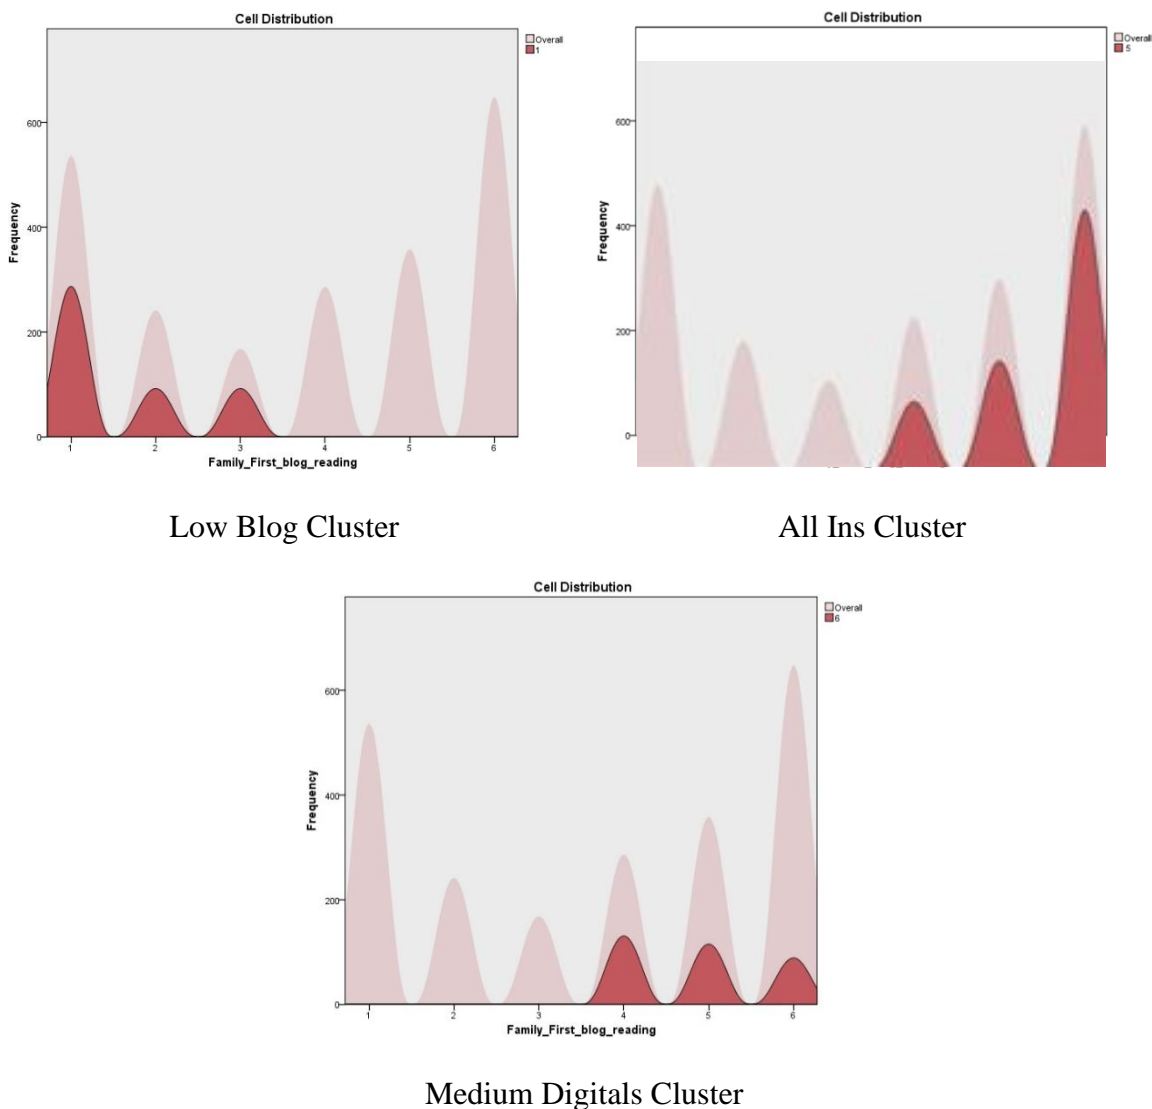 Cell Distribution
Overall
1
600
400
200
0
Frequency
1 2 3 4 5 6
Family_First_blog_reading
Low Blog Cluster
Cell Distribution
Overall
5
600
400
200
0
Frequency
All Ins Cluster
Cell Distribution
Overall
6
600
400
200
0
Frequency
1 2 3 4 5 6
Family_First_blog_reading
Medium Digitals Cluster